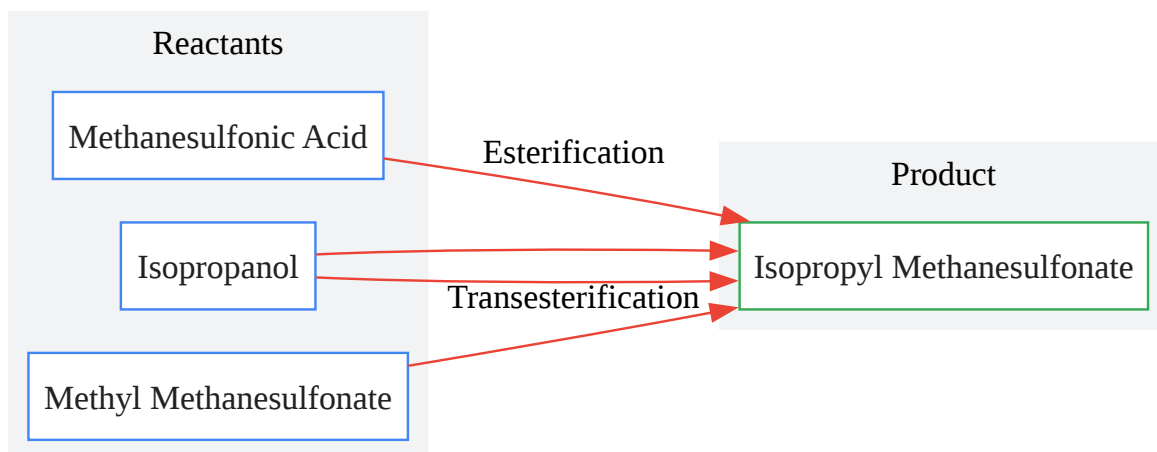 Reactants
Methanesulfonic Acid
Esterification
Product
Isopropanol
Isopropyl Methanesulfonate
Transesterification
Methyl Methanesulfonate